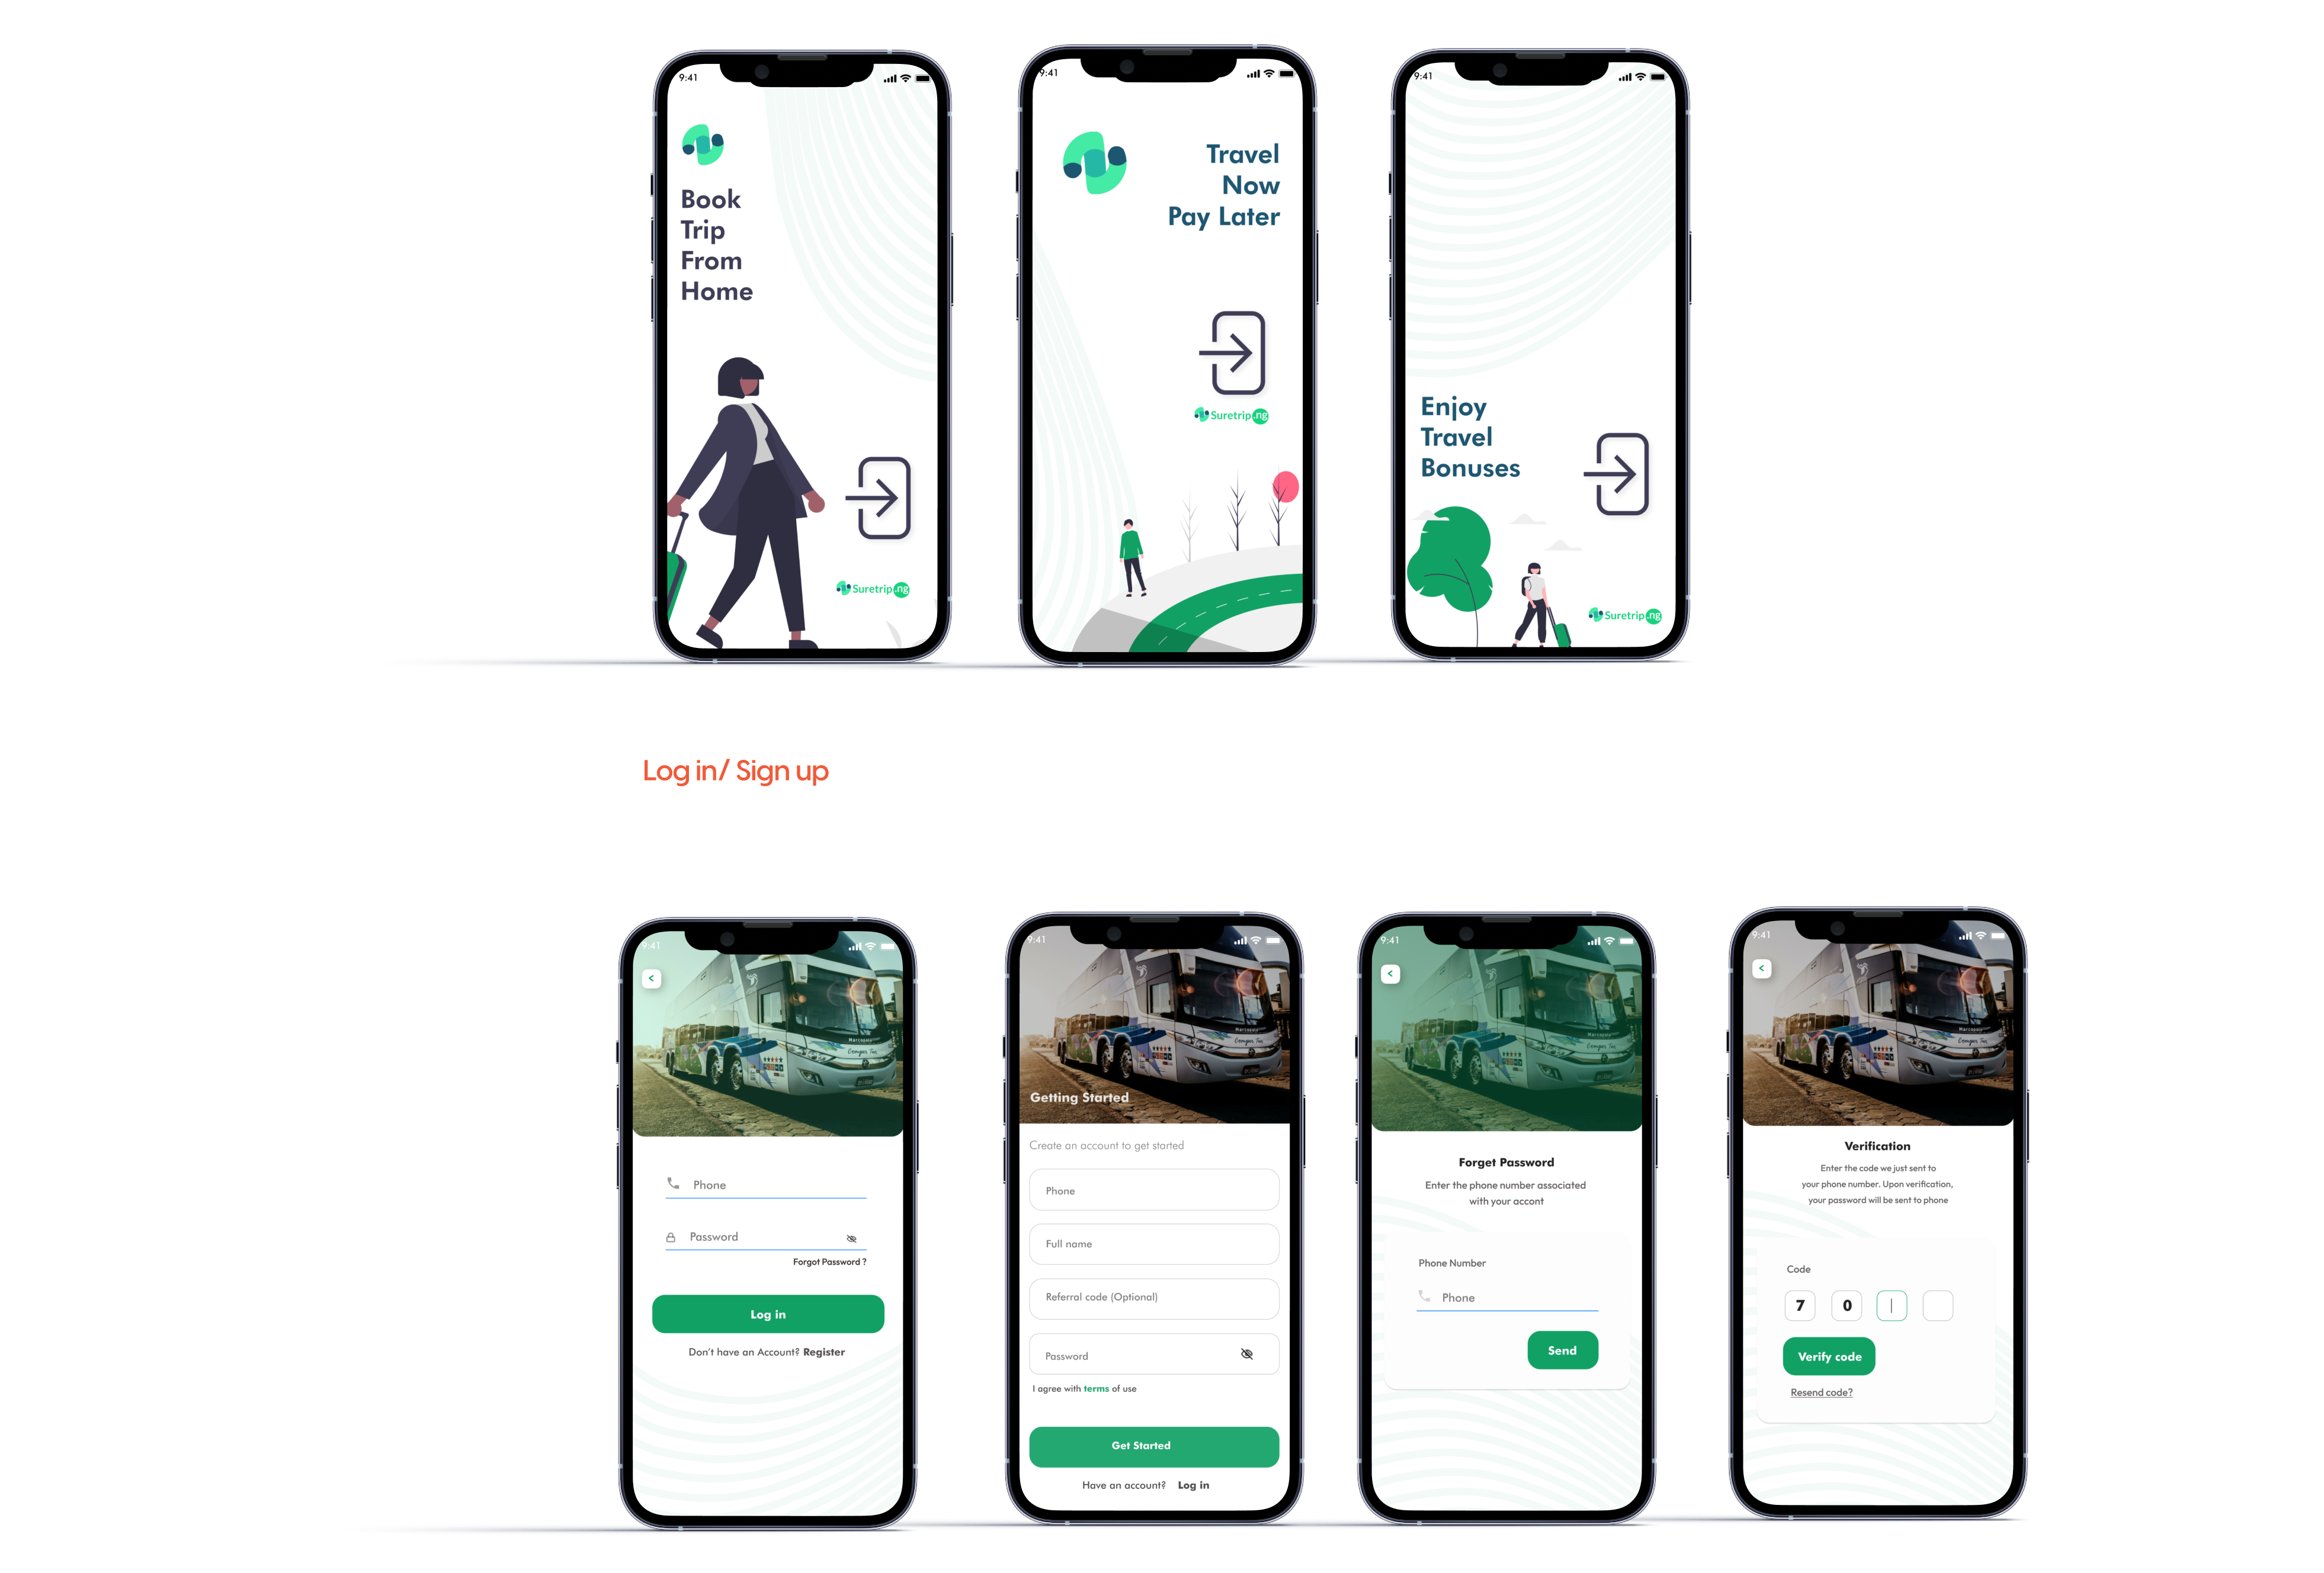 9:41
Book
Trip
From
Home
Suretrip.ng
9:41
Travel
Now
Pay Later
Suretrip.ng
9:41
Enjoy
Travel
Bonuses
Suretrip.ng
Log in/ Sign up
9:41
<
Marcopolo
Phone
Password
Forgot Password ?
Log in
Don't have an Account? Register
9:41
Marcopolo
Getting Started
Create an account to get started
Phone
Full name
Referral code (Optional)
Password
I agree with terms of use
Get Started
Have an account? Log in
9:41
<
Marcopolo
Forget Password
Enter the phone number associated
with your accont
Phone Number
Phone
Send
9:41
<
Marcopolo
Verification
Enter the code we just sent to
your phone number. Upon verification,
your password will be sent to phone
Code
7 0
Verify code
Resend code?